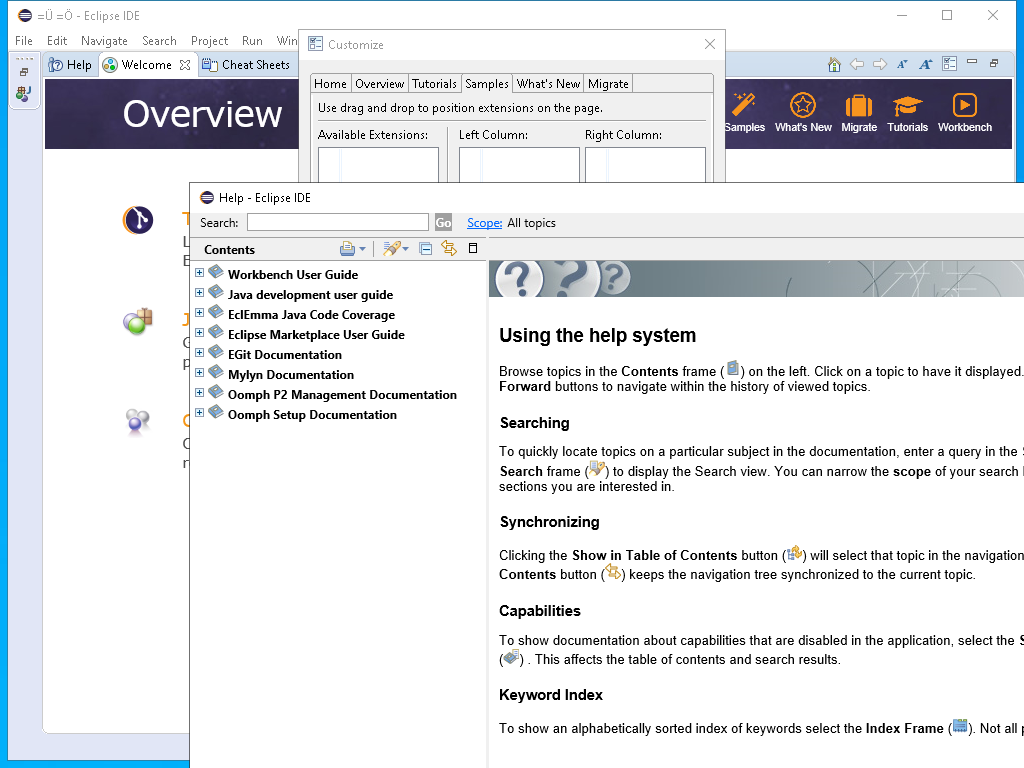 =Ü =Ö - Eclipse IDE
File Edit Navigate Search Project Run Win
Help Welcome Cheat Sheets
Overview
Samples What's New Migrate Tutorials Workbench
Customize
Home Overview Tutorials Samples What's New Migrate
Use drag and drop to position extensions on the page.
Available Extensions: Left Column: Right Column:
Help - Eclipse IDE
Search: Go Scope: All topics
Contents
Workbench User Guide
Java development user guide
EclEmma Java Code Coverage
Eclipse Marketplace User Guide
EGit Documentation
Mylyn Documentation
Oomph P2 Management Documentation
Oomph Setup Documentation
Using the help system
Browse topics in the Contents frame ( ) on the left. Click on a topic to have it displayed.
Forward buttons to navigate within the history of viewed topics.
Searching
To quickly locate topics on a particular subject in the documentation, enter a query in the
Search frame ( ) to display the Search view. You can narrow the scope of your search
sections you are interested in.
Synchronizing
Clicking the Show in Table of Contents button ( ) will select that topic in the navigation
Contents button ( ) keeps the navigation tree synchronized to the current topic.
Capabilities
To show documentation about capabilities that are disabled in the application, select the S
( ) . This affects the table of contents and search results.
Keyword Index
To show an alphabetically sorted index of keywords select the Index Frame ( ). Not all